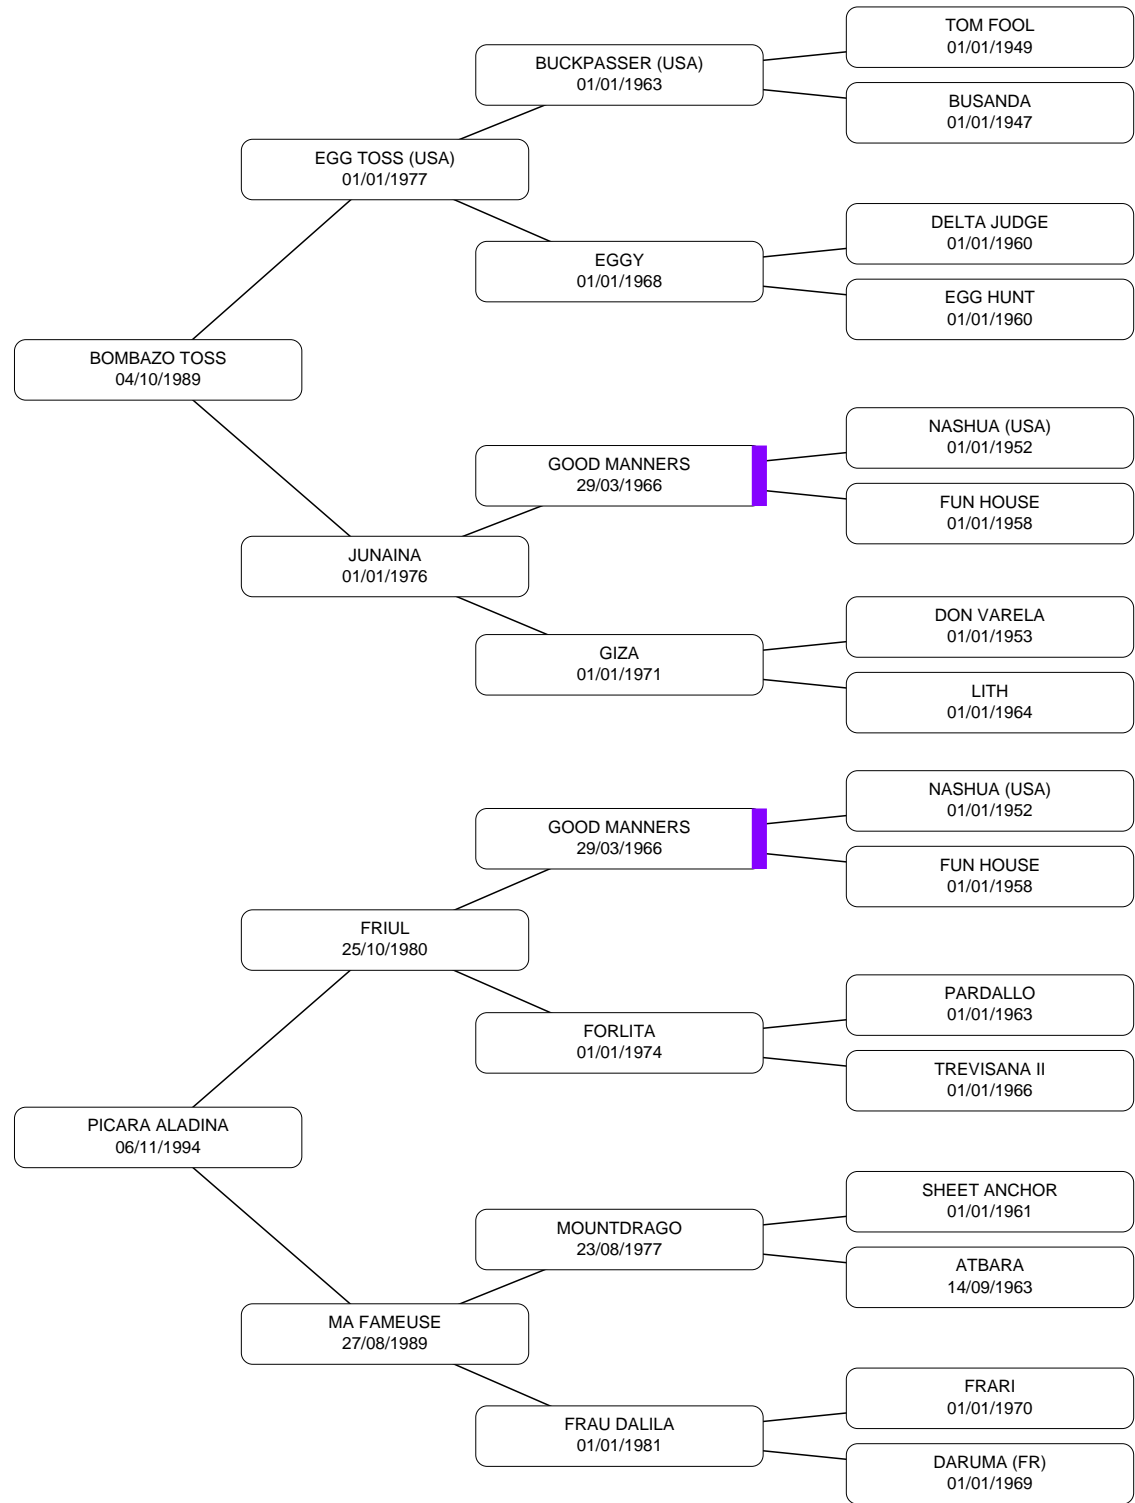 TOM FOOL
01/01/1949
BUCKPASSER (USA)
01/01/1963
BUSANDA
01/01/1947
EGG TOSS (USA)
01/01/1977
DELTA JUDGE
01/01/1960
EGGY
01/01/1968
EGG HUNT
01/01/1960
BOMBAZO TOSS
04/10/1989
NASHUA (USA)
01/01/1952
GOOD MANNERS
29/03/1966
FUN HOUSE
01/01/1958
JUNAINA
01/01/1976
DON VARELA
01/01/1953
GIZA
01/01/1971
LITH
01/01/1964
NASHUA (USA)
01/01/1952
GOOD MANNERS
29/03/1966
FUN HOUSE
01/01/1958
FRIUL
25/10/1980
PARDALLO
01/01/1963
FORLITA
01/01/1974
TREVISANA II
01/01/1966
PICARA ALADINA
06/11/1994
SHEET ANCHOR
01/01/1961
MOUNTDRAGO
23/08/1977
ATBARA
14/09/1963
MA FAMEUSE
27/08/1989
FRARI
01/01/1970
FRAU DALILA
01/01/1981
DARUMA (FR)
01/01/1969